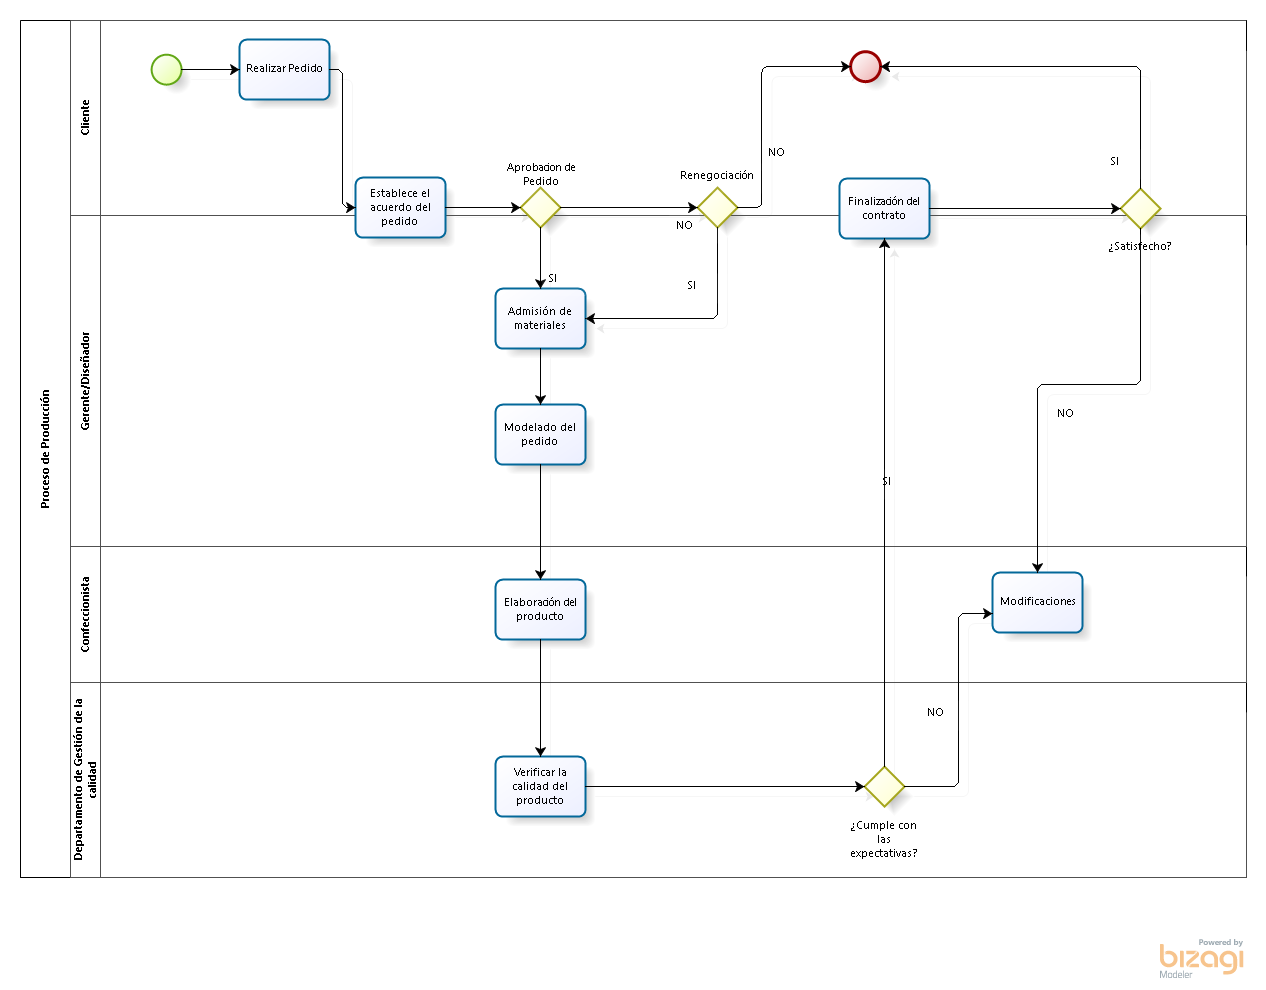 Proceso de Producción
Cliente
Realizar Pedido
Establece el
acuerdo del
pedido
Aprobacion de
Pedido
Renegociación
NO
NO
SI
Finalización del
contrato
SI
¿Satisfecho?
Gerente/Diseñador
SI
Admisión de
materiales
Modelado del
pedido
SI
NO
Confeccionista
Elaboración del
producto
Modificaciones
Departamento de Gestión de la
calidad
Verificar la
calidad del
producto
NO
¿Cumple con
las
expectativas?
Powered by
bizagi
Modeler